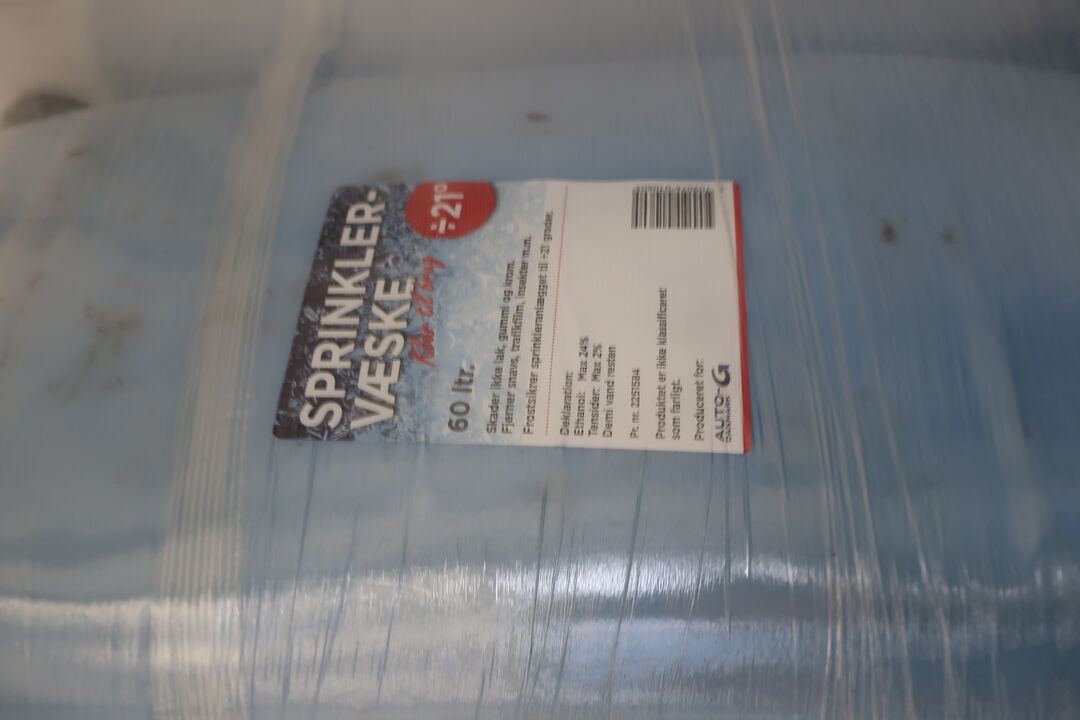 SPRINKLER-
VÆSKE
÷21°
Klar til brug
60 ltr.
Skader ikke lak, gummi og krom.
Fjerner snavs, trafikfilm, insekter m.m.
Frostsikrer sprinkleranlægget til ÷21 grader.
Deklaration:
Ethanol: Max 24%
Tensider: Max 2%
Demi vand resten
Pr. nr. 2251584
Produktet er ikke klassificeret
som farligt.
Produceret for:
AUTO-G
DANMARK